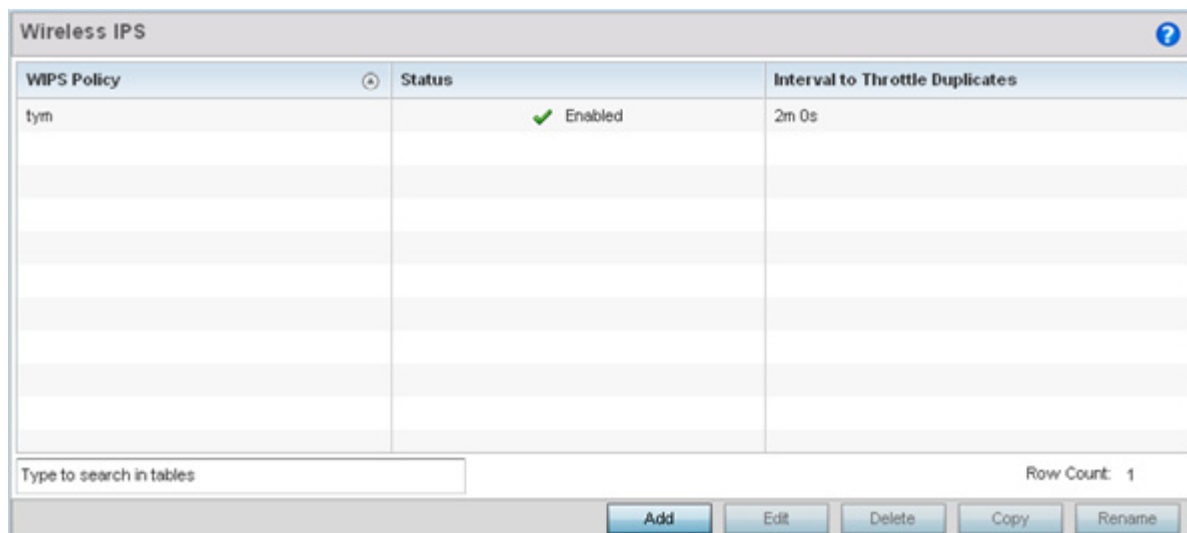 Wireless IPS
WIPS Policy Status Interval to Throttle Duplicates
tym Enabled 2m 0s
Type to search in tables Row Count: 1
Add Edit Delete Copy Rename